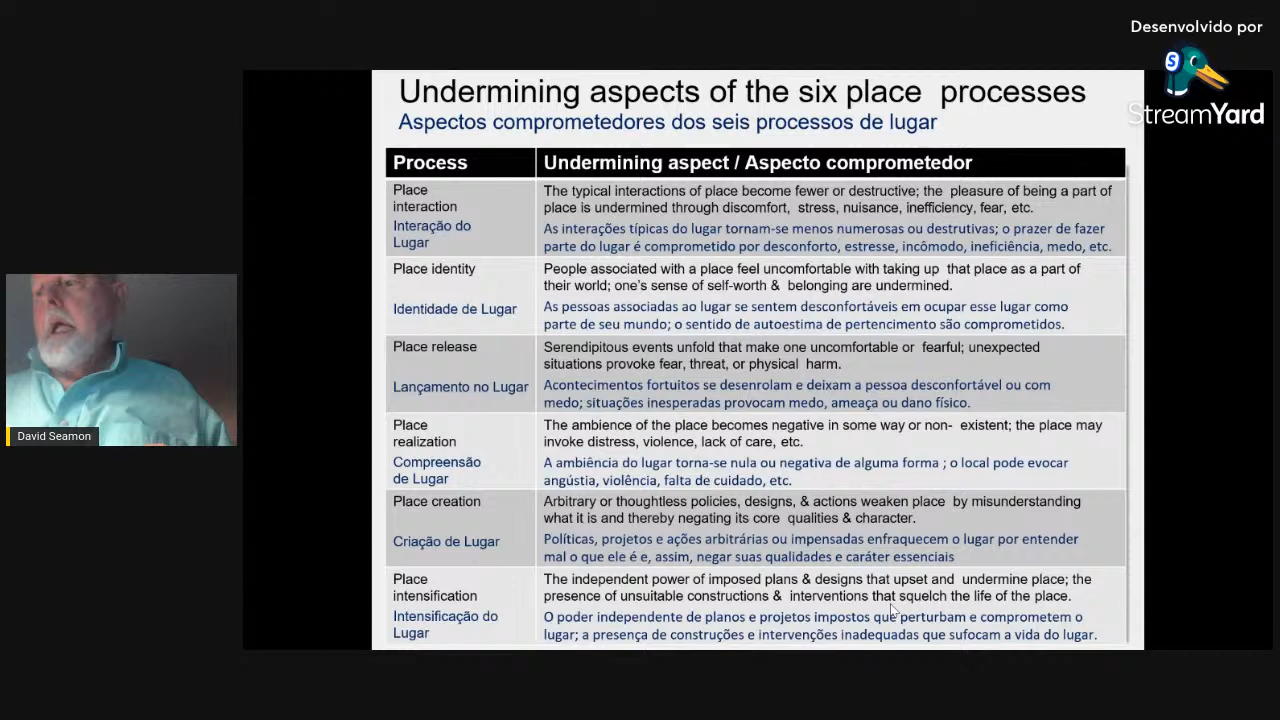 Desenvolvido por
StreamYard
Undermining aspects of the six place processes
Aspectos comprometedores dos seis processos de lugar
Process
Undermining aspect / Aspecto comprometedor
Place
interaction
Interação do
Lugar
The typical interactions of place become fewer or destructive; the pleasure of being a part of
place is undermined through discomfort, stress, nuisance, inefficiency, fear, etc.
As interações típicas do lugar tornam-se menos numerosas ou destrutivas; o prazer de fazer
parte do lugar é comprometido por desconforto, estresse, incômodo, ineficiência, medo, etc.
Place identity
Identidade de Lugar
People associated with a place feel uncomfortable with taking up that place as a part of
their world; one's sense of self-worth & belonging are undermined.
As pessoas associadas ao lugar se sentem desconfortáveis em ocupar esse lugar como
parte de seu mundo; o sentido de autoestima de pertencimento são comprometidos.
Place release
Lançamento no Lugar
Serendipitous events unfold that make one uncomfortable or fearful; unexpected
situations provoke fear, threat, or physical harm.
Acontecimentos fortuitos se desenrolam e deixam a pessoa desconfortável ou com
medo; situações inesperadas provocam medo, ameaça ou dano físico.
Place
realization
Compreensão
de Lugar
The ambience of the place becomes negative in some way or non- existent; the place may
invoke distress, violence, lack of care, etc.
A ambiência do lugar torna-se nula ou negativa de alguma forma ; o local pode evocar
angústia, violência, falta de cuidado, etc.
Place creation
Criação de Lugar
Arbitrary or thoughtless policies, designs, & actions weaken place by misunderstanding
what it is and thereby negating its core qualities & character.
Políticas, projetos e ações arbitrárias ou impensadas enfraquecem o lugar por entender
mal o que ele é e, assim, negar suas qualidades e caráter essenciais
Place
intensification
Intensificação do
Lugar
The independent power of imposed plans & designs that upset and undermine place; the
presence of unsuitable constructions & interventions that squelch the life of the place.
O poder independente de planos e projetos impostos que perturbam e comprometem o
lugar; a presença de construções e intervenções inadequadas que sufocam a vida do lugar.
David Seamon